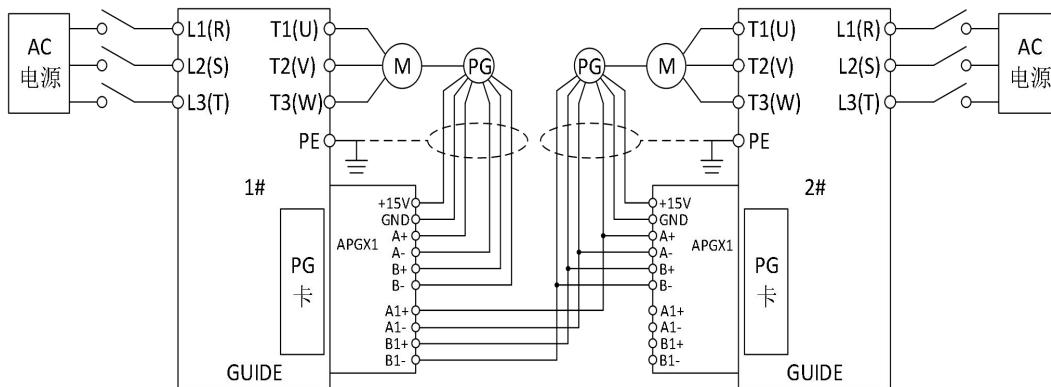 AC
电源
L1(R)
L2(S)
L3(T)
T1(U)
T2(V)
T3(W)
PE
M
PG
1#
PG
卡
APGX1
+15V
GND
A+
A-
B+
B-
A1+
A1-
B1+
B1-
GUIDE
PG
M
T1(U)
T2(V)
T3(W)
PE
L1(R)
L2(S)
L3(T)
AC
电源
2#
+15V
GND
A+
A-
B+
B-
A1+
A1-
B1+
B1-
APGX1
PG
卡
GUIDE